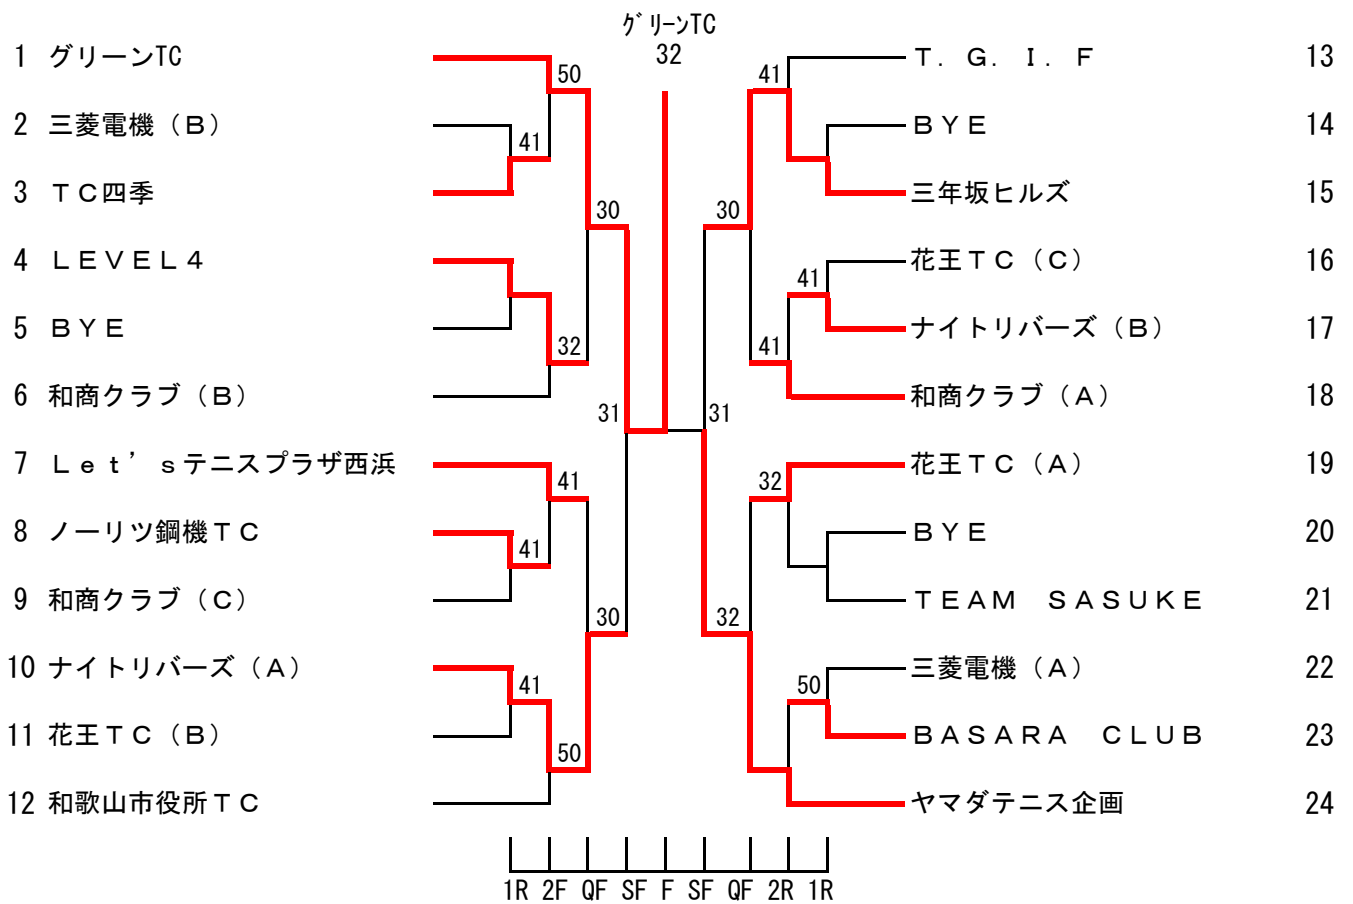 グリーンTC
32
1 グリーンTC
50
41
T. G. I. F 13
2 三菱電機（B）
41
BYE 14
3 TC四季
三年坂ヒルズ 15
30
30
4 LEVEL4
花王TC（C） 16
41
5 BYE
ナイトリバーズ（B） 17
32
41
6 和商クラブ（B）
和商クラブ（A） 18
31
31
7 Let’sテニスプラザ西浜
花王TC（A） 19
41
32
8 ノーリツ鋼機TC
BYE 20
41
9 和商クラブ（C）
TEAM SASUKE 21
30
32
10 ナイトリバーズ（A）
三菱電機（A） 22
41
50
11 花王TC（B）
BASARA CLUB 23
50
12 和歌山市役所TC
ヤマダテニス企画 24
1R 2F QF SF F SF QF 2R 1R